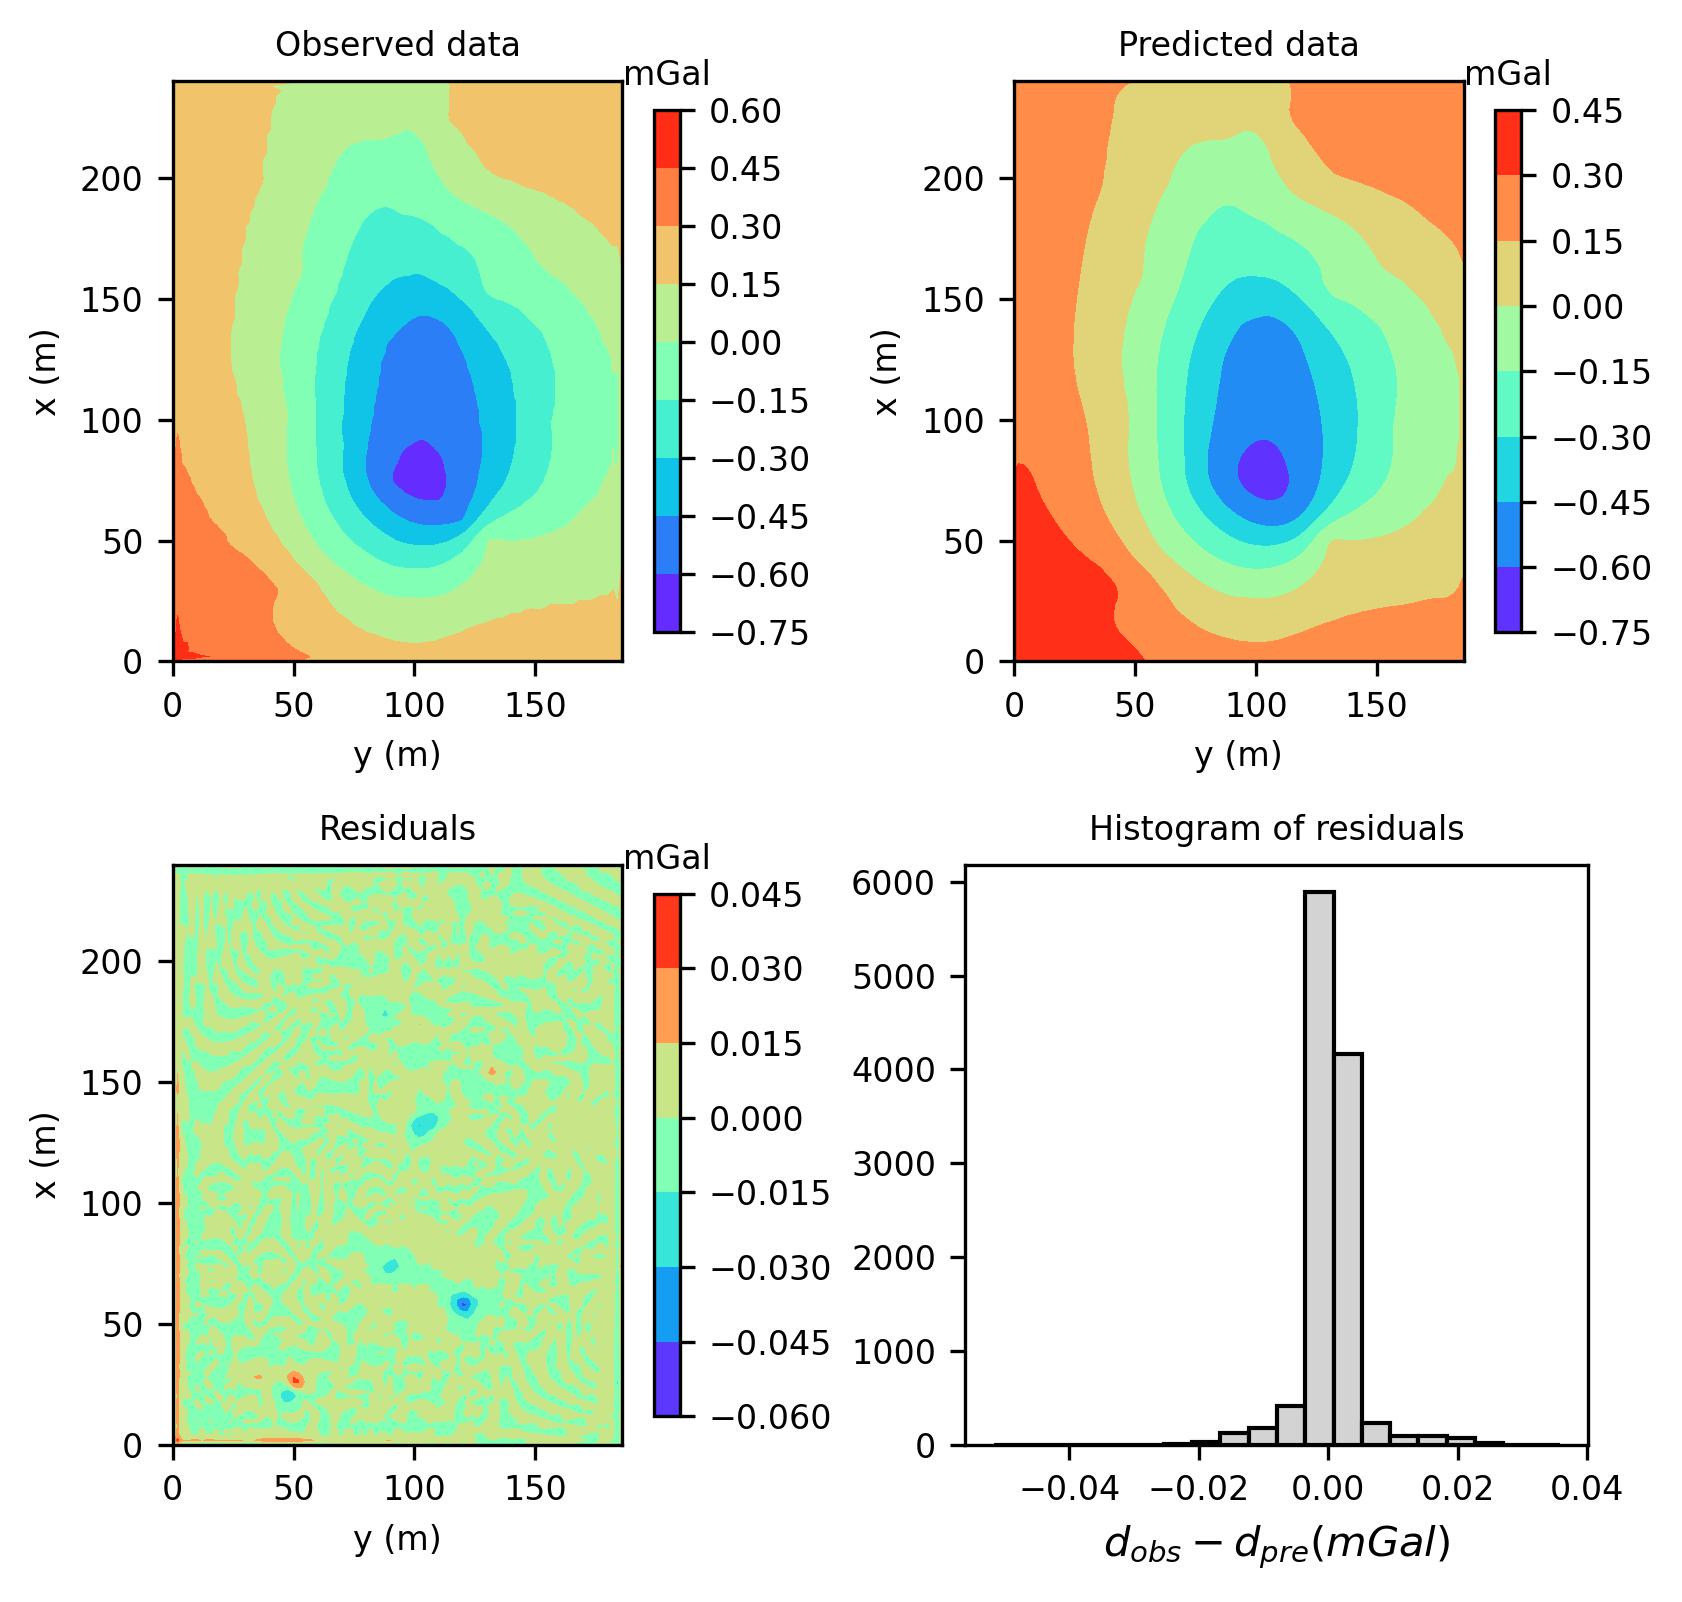 Observed data
mGal
0.60
0.45
0.30
0.15
0.00
−0.15
−0.30
−0.45
−0.60
−0.75
200
150
100
50
0
x (m)
0 50 100 150
y (m)
Predicted data
mGal
0.45
0.30
0.15
0.00
−0.15
−0.30
−0.45
−0.60
−0.75
200
150
100
50
0
x (m)
0 50 100 150
y (m)
Residuals
mGal
0.045
0.030
0.015
0.000
−0.015
−0.030
−0.045
−0.060
200
150
100
50
0
x (m)
0 50 100 150
y (m)
Histogram of residuals
6000
5000
4000
3000
2000
1000
0
−0.04 −0.02 0.00 0.02 0.04
d_obs − d_pre(mGal)